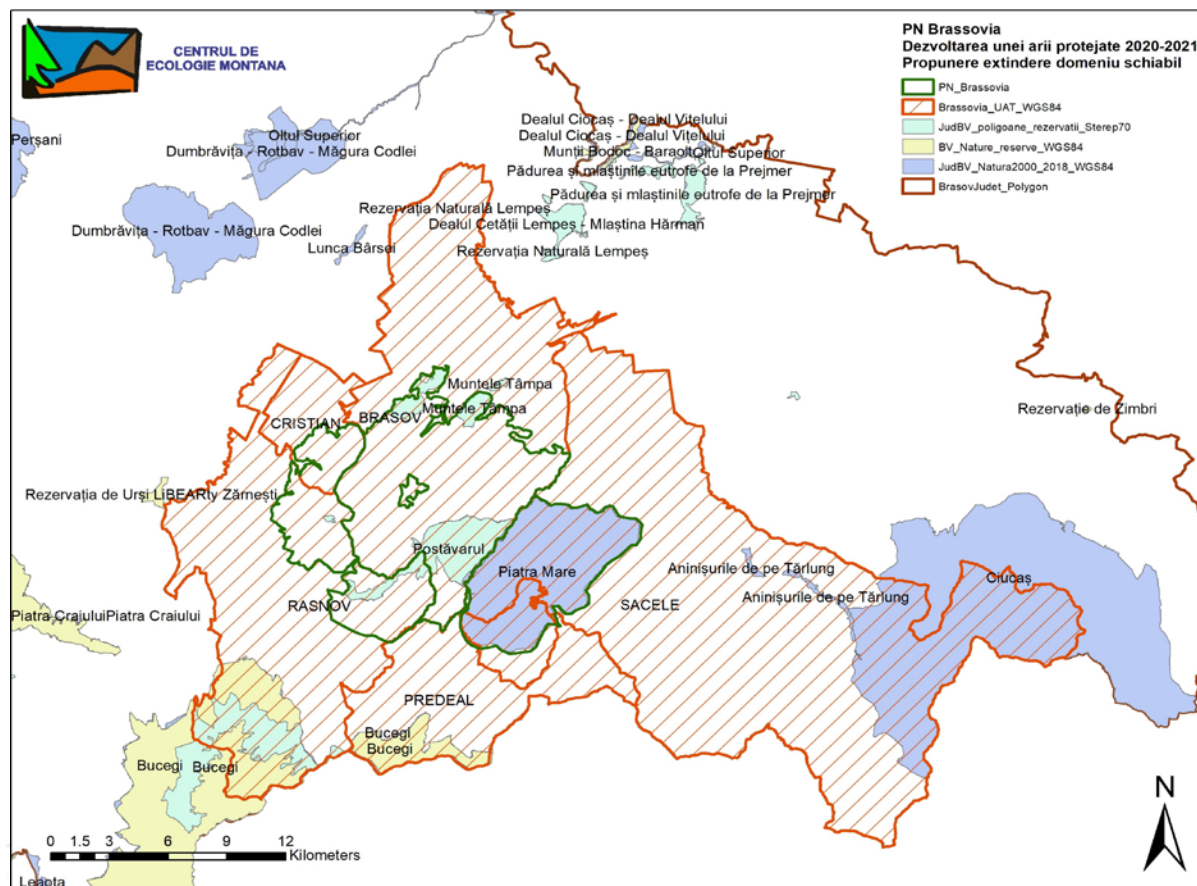 CENTRUL DE
ECOLOGIE MONTANA
PN Brassovia
Dezvoltarea unei arii protejate 2020-2021
Propunere extindere domeniu schiabil
PN_Brassovia
Brassovia_UAT_WGS84
JudBV_poligoane_rezervatii_Sterep70
BV_Nature_reserve_WGS84
JudBV_Natura2000_2018_WGS84
BrasovJudet_Polygon
Perșani
Oltul Superior
Dumbrăvița - Rotbav - Măgura Codlei
Dealul Ciocaș - Dealul Vițelului
Dealul Ciocaș - Dealul Vițelului
Munții Bodoc - Baraolt
Oltul Superior
Pădurea și mlaștinile eutrofe de la Prejmer
Pădurea și mlaștinile eutrofe de la Prejmer
Rezervația Naturală Lempeș
Dealul Cetății Lempeș - Mlaștina Hărman
Dumbrăvița - Rotbav - Măgura Codlei
Lunca Bârsei
Rezervația Naturală Lempeș
Muntele Tâmpa
Muntele Tâmpa
CRISTIAN
BRASOV
Rezervație de Zimbri
Rezervația de Urși LiBEARty Zărnești
Postăvarul
Piatra Mare
Aninișurile de pe Tărlung
Ciucaș
Aninișurile de pe Tărlung
RASNOV
SACELE
Piatra Craiului
Piatra Craiului
PREDEAL
Bucegi
Bucegi
Bucegi
Bucegi
N
0 1.5 3 6 9 12
Kilometers
Leaota